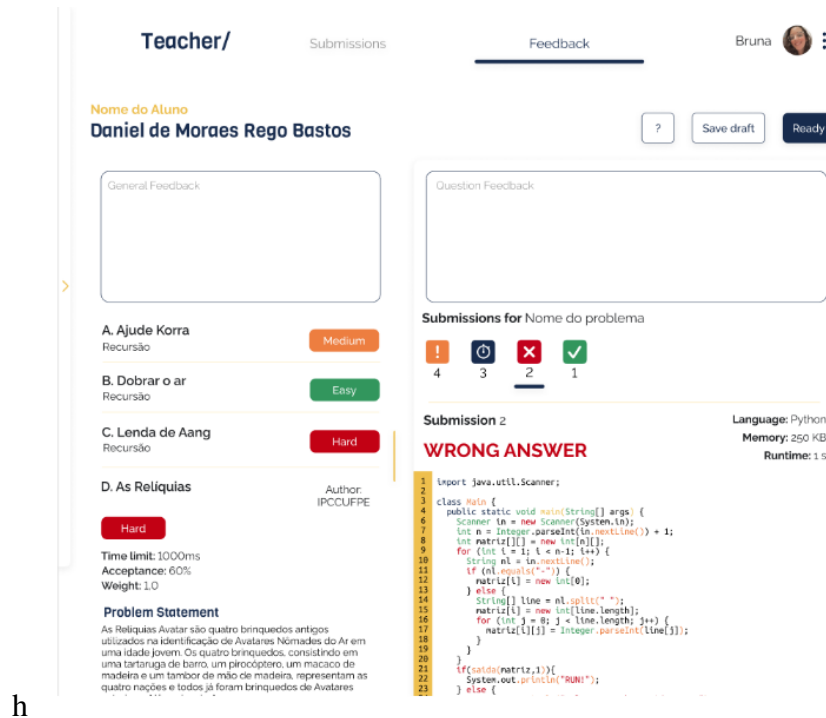 Teacher/
Submissions
Feedback
Bruna
Nome do Aluno
Daniel de Moraes Rego Bastos
?
Save draft
Ready
General Feedback
A. Ajude Korra
Recursão
Medium
B. Dobrar o ar
Recursão
Easy
C. Lenda de Aang
Recursão
Hard
D. As Relíquias
Author:
IPCCUFPE
Hard
Time limit: 1000ms
Acceptance: 60%
Weight: 1.0
Problem Statement
As Relíquias Avatar são quatro brinquedos antigos
utilizados na identificação de Avatares Nômades do Ar em
uma idade jovem. Os quatro brinquedos, consistindo em
uma tartaruga de barro, um pirocóptero, um macaco de
madeira e um tambor de mão de madeira, representam as
quatro nações e todos já foram brinquedos de Avatares
Question Feedback
Submissions for Nome do problema
4
3
2
1
Submission 2
WRONG ANSWER
Language: Python
Memory: 250 KB
Runtime: 1 s
1 import java.util.Scanner;
2
3 class Main {
4 public static void main(String[] args) {
6 Scanner in = new Scanner(System.in);
7 int n = Integer.parseInt(in.nextLine()) + 1;
8 int matriz[][] = new int[n][];
9 for (int i = 1; i < n-1; i++) {
10 String nl = in.nextLine();
11 if (nl.equals("-")) {
12 matriz[i] = new int[0];
13 } else {
14 String[] line = nl.split(" ");
15 matriz[i] = new int[line.length];
16 for (int j = 0; j < line.length; j++) {
17 matriz[i][j] = Integer.parseInt(line[j]);
18 }
19 }
20 }
21 if(saida(matriz,1)){
22 System.out.println("RUN!");
23 } else {
h